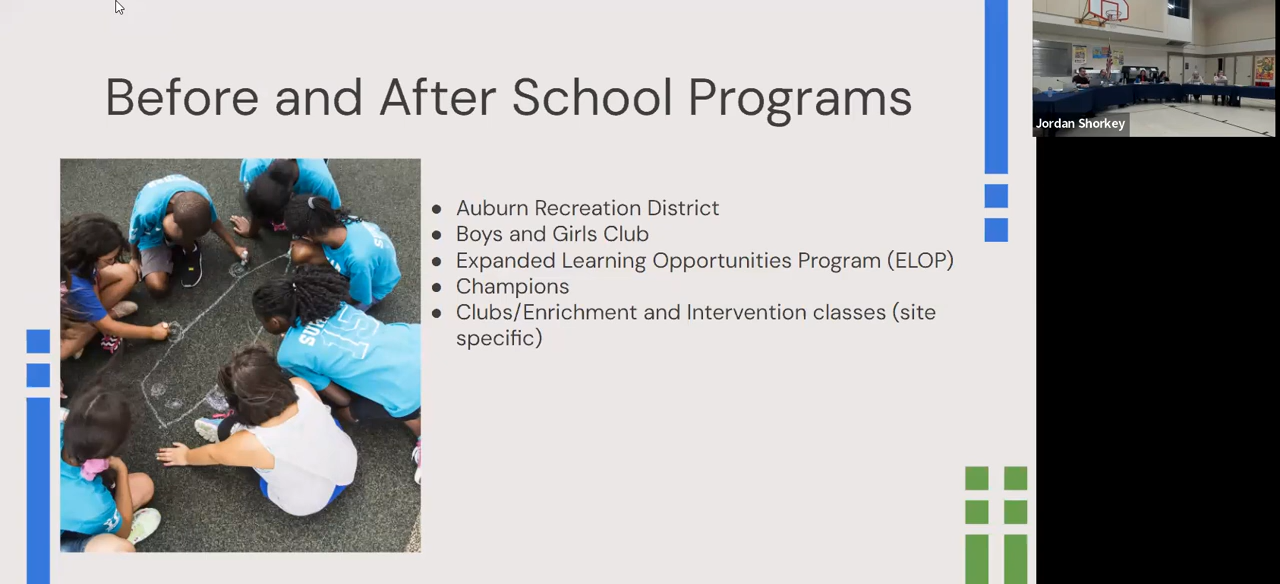 Before and After School Programs
Jordan Shorkey
● Auburn Recreation District
● Boys and Girls Club
● Expanded Learning Opportunities Program (ELOP)
● Champions
● Clubs/Enrichment and Intervention classes (site
specific)